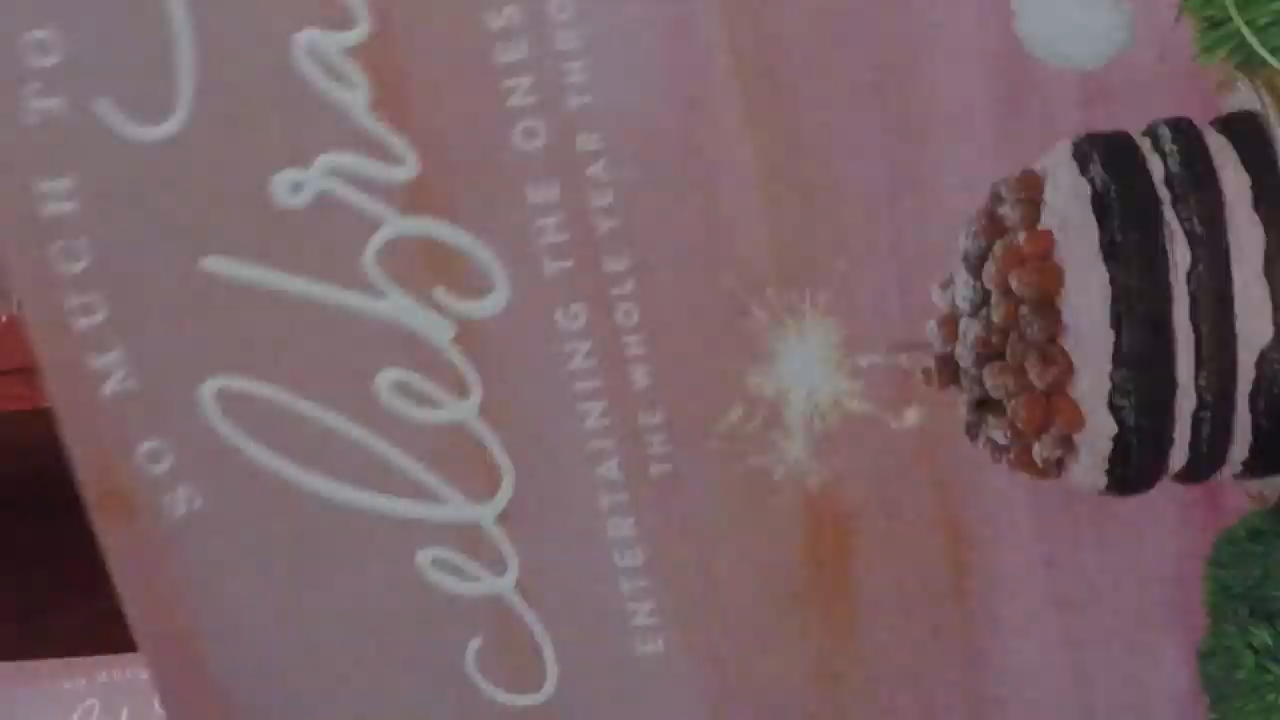 SO MUCH TO
Celebra
ENTERTAINING THE ONES
THE WHOLE YEAR THRO